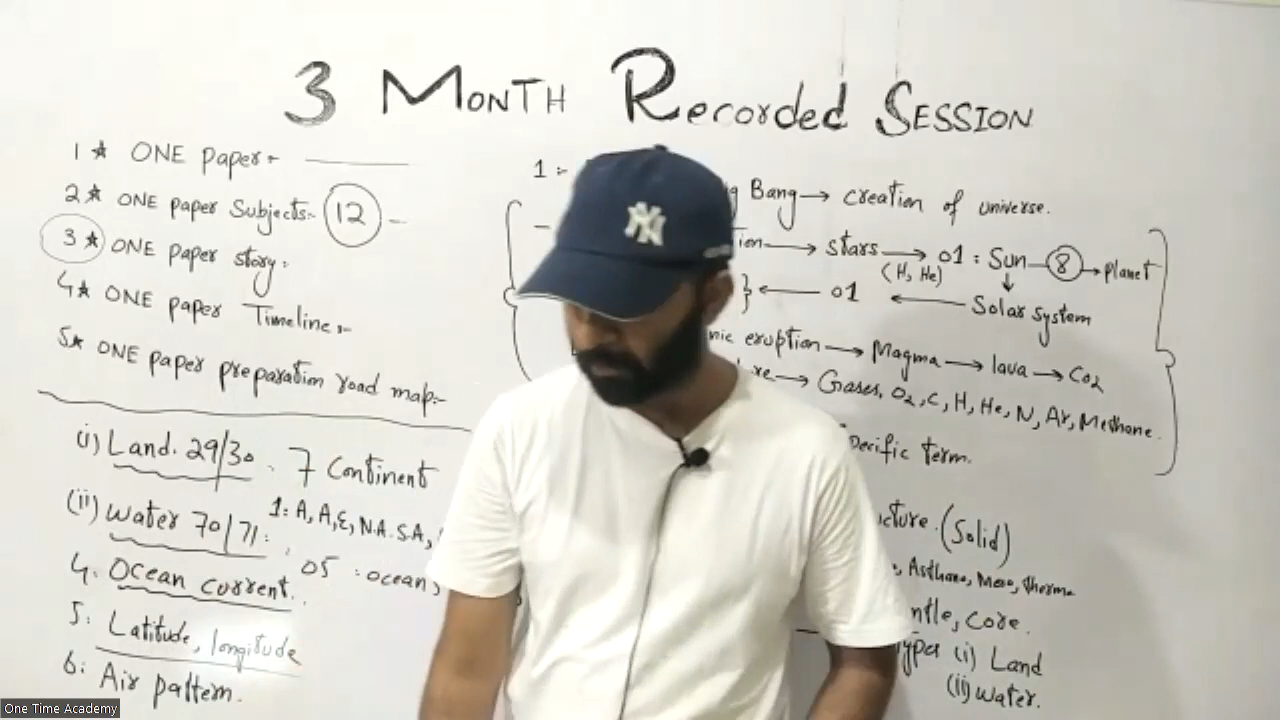 3 MONTH Recorded SESSION
1 ★ ONE paper:- ———
2 ★ ONE paper Subjects:- 12 -
3 ★ ONE paper story:
4 ★ ONE paper Timeline:-
5 ★ ONE paper preparation road map:-
(i) Land. 29/30. 7 Continent
(ii) water 70/71:
1: A, A, E, N.A. S.A,
4. Ocean current. 05 : ocean,
5: Latitude, longitude
6: Air pattern.
1 :-
Bang → creation of universe.
→ stars → 01 : Sun — 8 → planet
(H, He) ↓
} ← 01 ← Solar system
eruption → Magma → lava → CO2
→ Gases, O2, C, H, He, N, Ar, Methane.
term.
(Solid)
Meso, thermo
Core.
(i) Land
(ii) water.
NY
One Time Academy